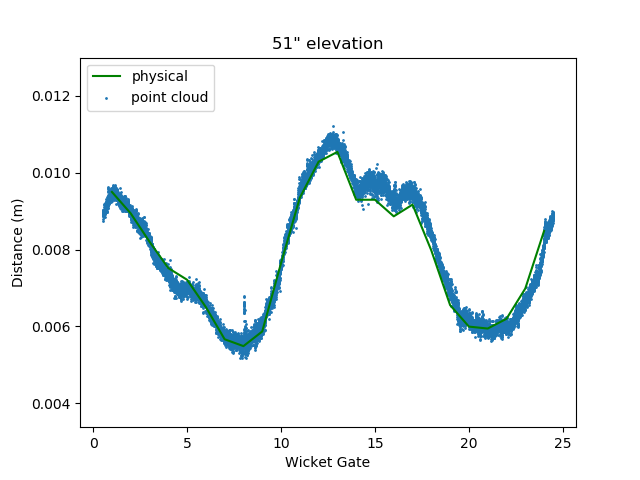 51" elevation
physical
point cloud
0.012
0.010
0.008
0.006
0.004
Distance (m)
0 5 10 15 20 25
Wicket Gate